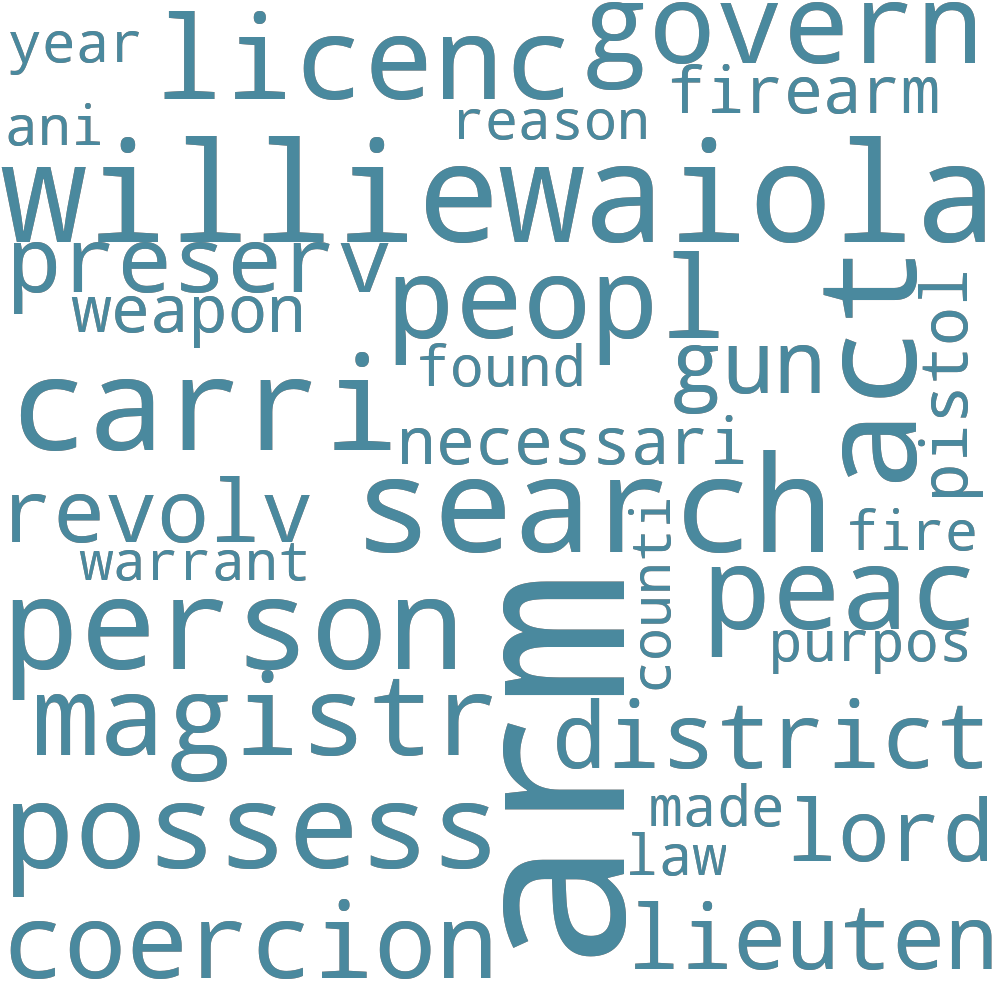 year
licenc
govern
firearm
ani
reason
williewaiola
preserv
weapon
peopl
act
pistol
found
gun
carri
necessari
revolv
search
counti
fire
warrant
person
arm
peac
purpos
magistr
district
possess
made
lord
law
coercion
lieuten